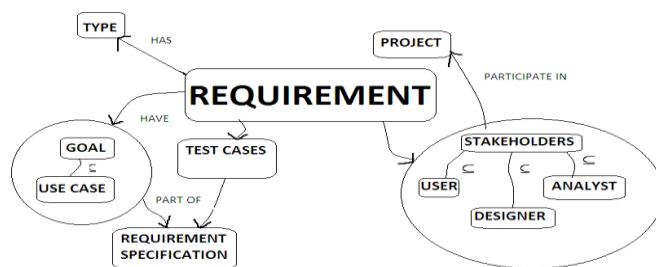 TYPE
HAS
PROJECT
PARTICIPATE IN
REQUIREMENT
HAVE
GOAL
⊆
USE CASE
TEST CASES
STAKEHOLDERS
⊆
⊆
⊆
USER
ANALYST
DESIGNER
PART OF
REQUIREMENT
SPECIFICATION